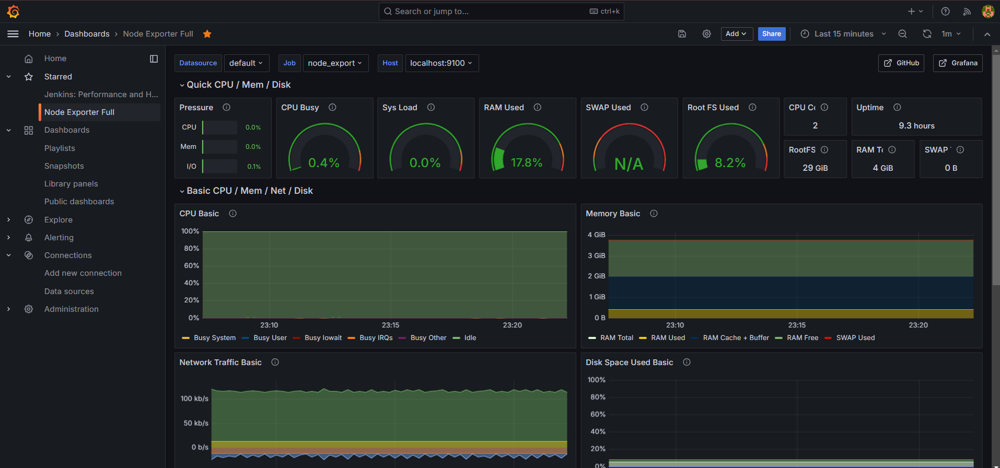 Search or jump to... ctrl+k
Home › Dashboards › Node Exporter Full
Add Share Last 15 minutes 1m
Home
Starred
Jenkins: Performance and H...
Node Exporter Full
Dashboards
Playlists
Snapshots
Library panels
Public dashboards
Explore
Alerting
Connections
Add new connection
Data sources
Administration
Datasource default Job node_export Host localhost:9100 GitHub Grafana
Quick CPU / Mem / Disk
Pressure
CPU 0.0%
Mem 0.0%
I/O 0.1%
CPU Busy
0.4%
Sys Load
0.0%
RAM Used
17.8%
SWAP Used
N/A
Root FS Used
8.2%
CPU Co
2
Uptime
9.3 hours
RootFS
29 GiB
RAM To
4 GiB
SWAP
0 B
Basic CPU / Mem / Net / Disk
CPU Basic
100%
80%
60%
40%
20%
0%
23:10 23:15 23:20
Busy System Busy User Busy Iowait Busy IRQs Busy Other Idle
Memory Basic
4 GiB
3 GiB
2 GiB
1 GiB
0 B
23:10 23:15 23:20
RAM Total RAM Used RAM Cache + Buffer RAM Free SWAP Used
Network Traffic Basic
100 kb/s
50 kb/s
0 b/s
Disk Space Used Basic
100%
80%
60%
40%
20%
0%